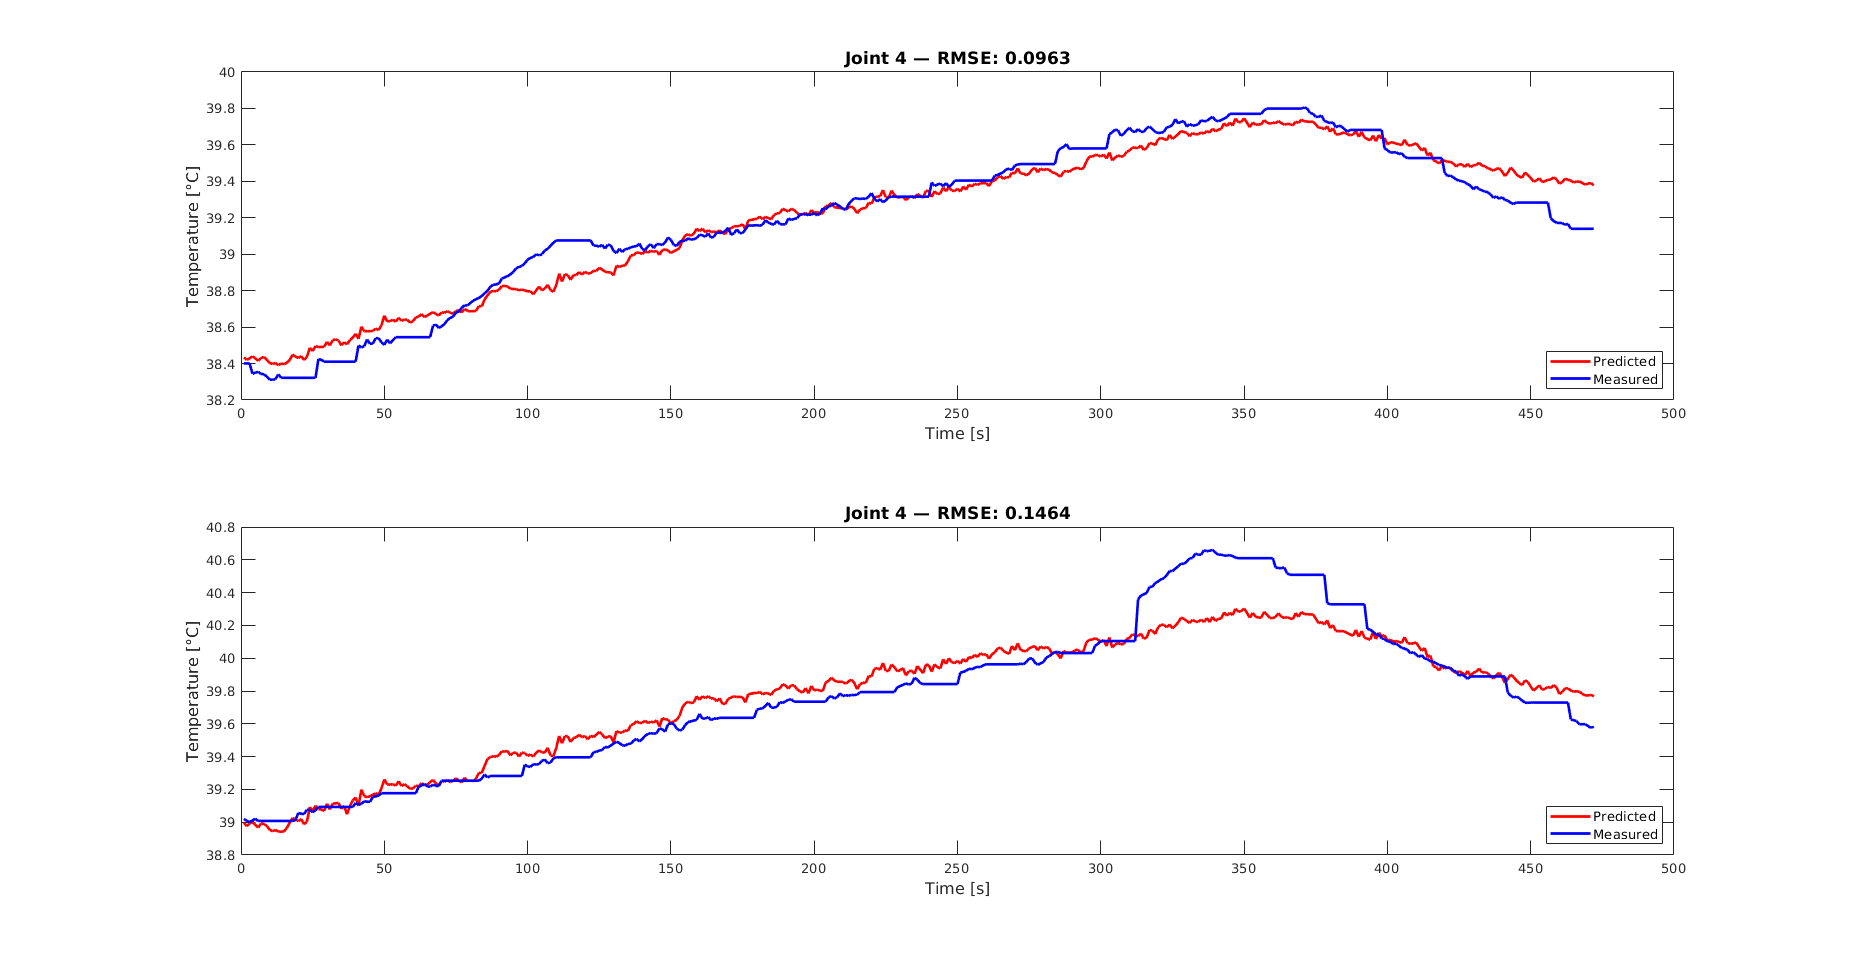 Joint 4 — RMSE: 0.0963
40
39.8
39.6
39.4
39.2
39
38.8
38.6
38.4
38.2
Temperature [°C]
0 50 100 150 200 250 300 350 400 450 500
Time [s]
Predicted
Measured
Joint 4 — RMSE: 0.1464
40.8
40.6
40.4
40.2
40
39.8
39.6
39.4
39.2
39
38.8
Temperature [°C]
0 50 100 150 200 250 300 350 400 450 500
Time [s]
Predicted
Measured